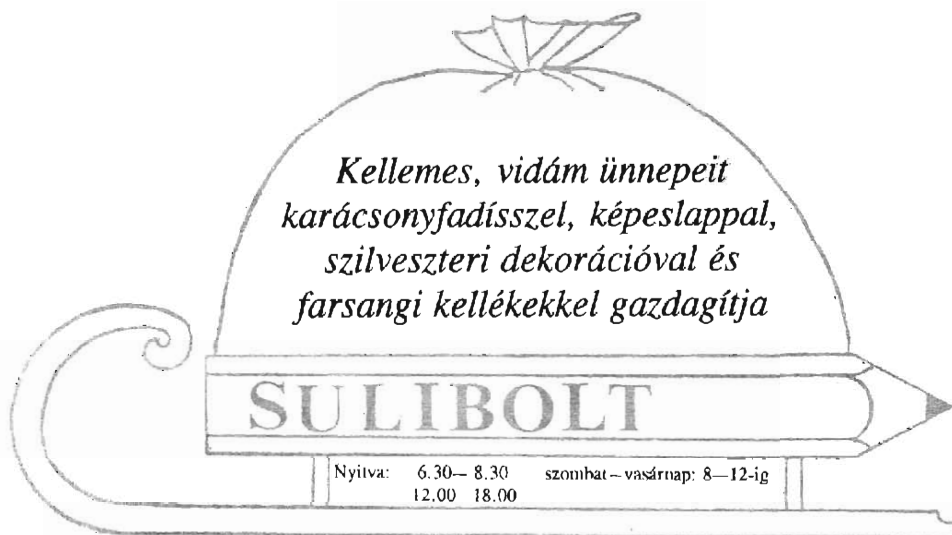 Kellemes, vidám ünnepeit
karácsonyfadísszel, képeslappal,
szilveszteri dekorációval és
farsangi kellékekkel gazdagítja
SULIBOLT
Nyitva: 6.30— 8.30 szombat–vasárnap: 8—12-ig
12.00 18.00